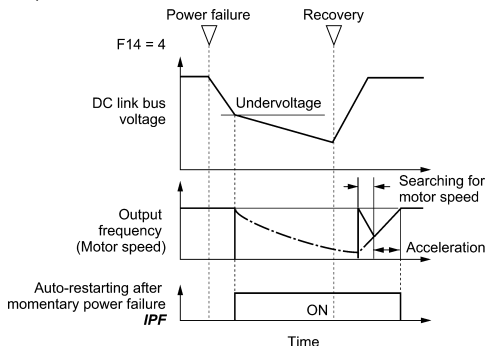 Power failure
Recovery
F14 = 4
DC link bus
voltage
Undervoltage
Searching for
motor speed
Output
frequency
(Motor speed)
Acceleration
Auto-restarting after
momentary power failure
IPF
ON
Time